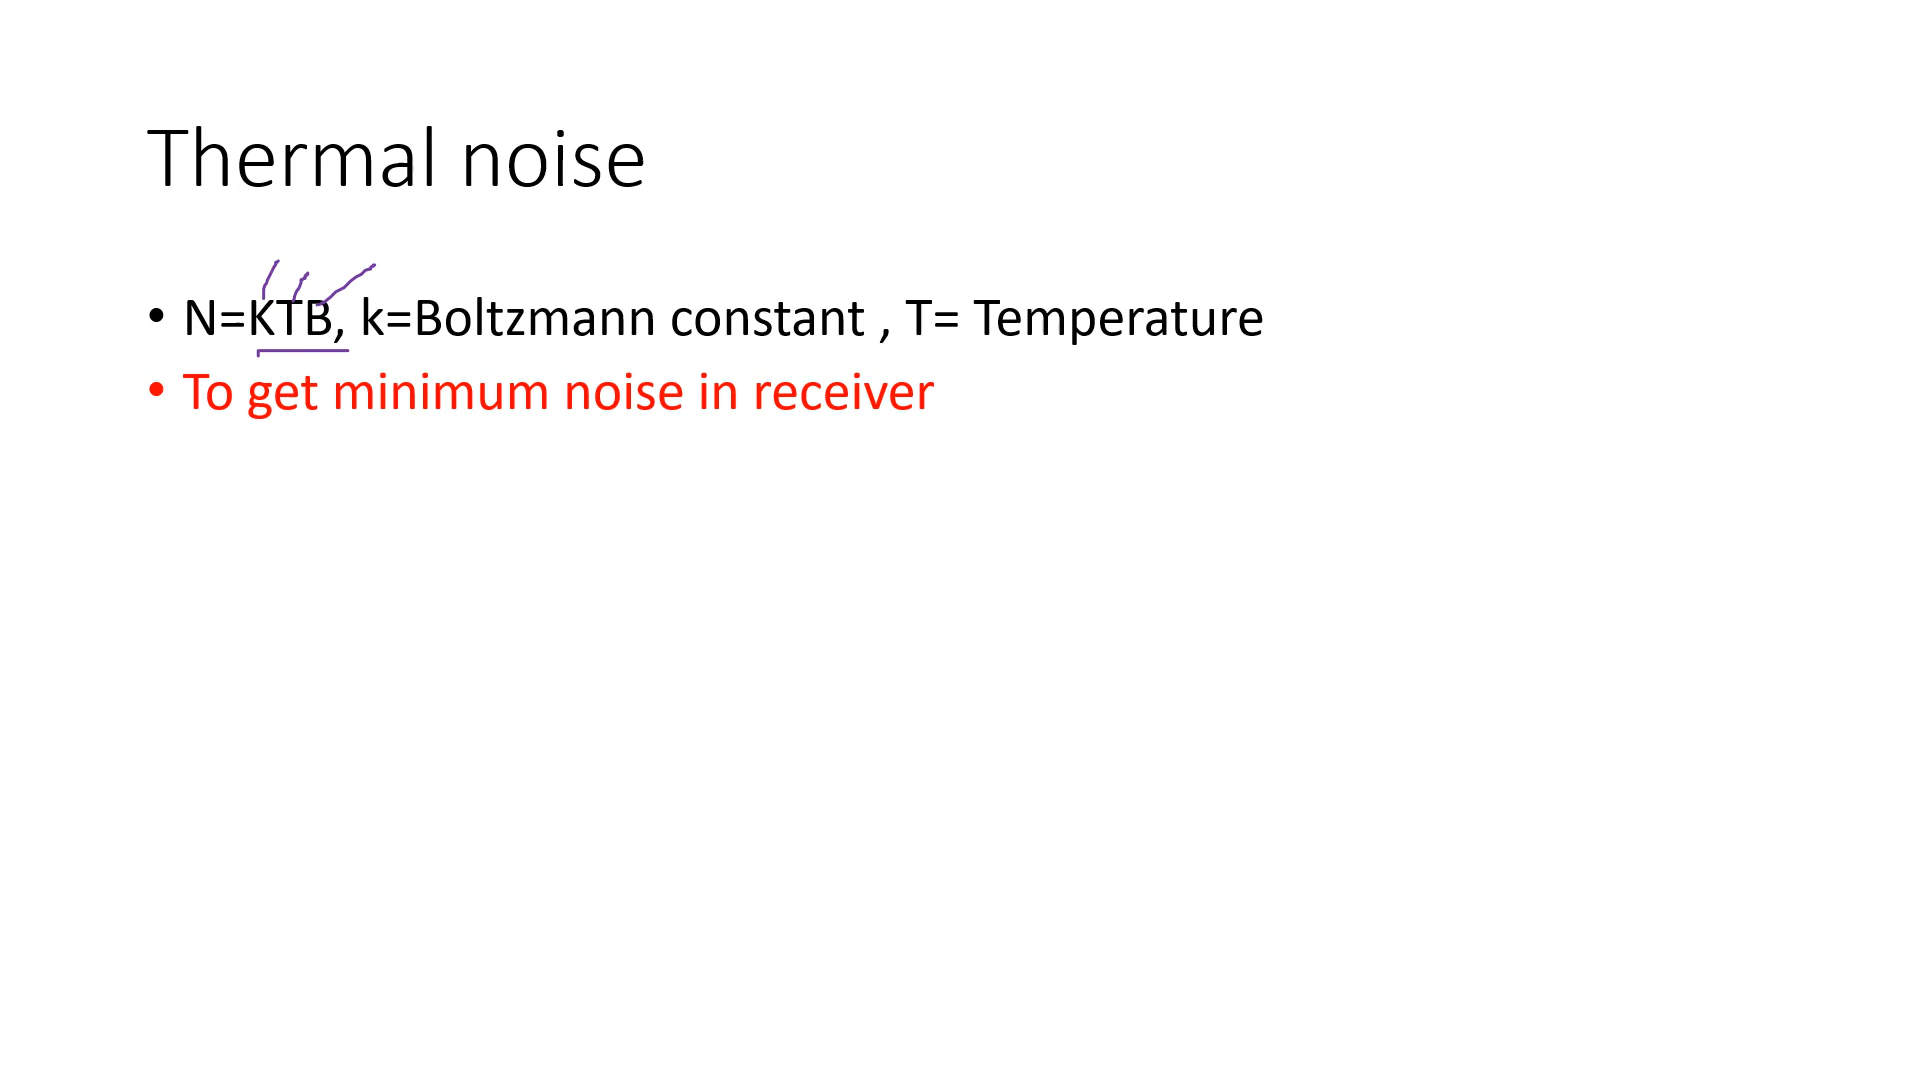 Thermal noise
• N=KTB, k=Boltzmann constant , T= Temperature
• To get minimum noise in receiver